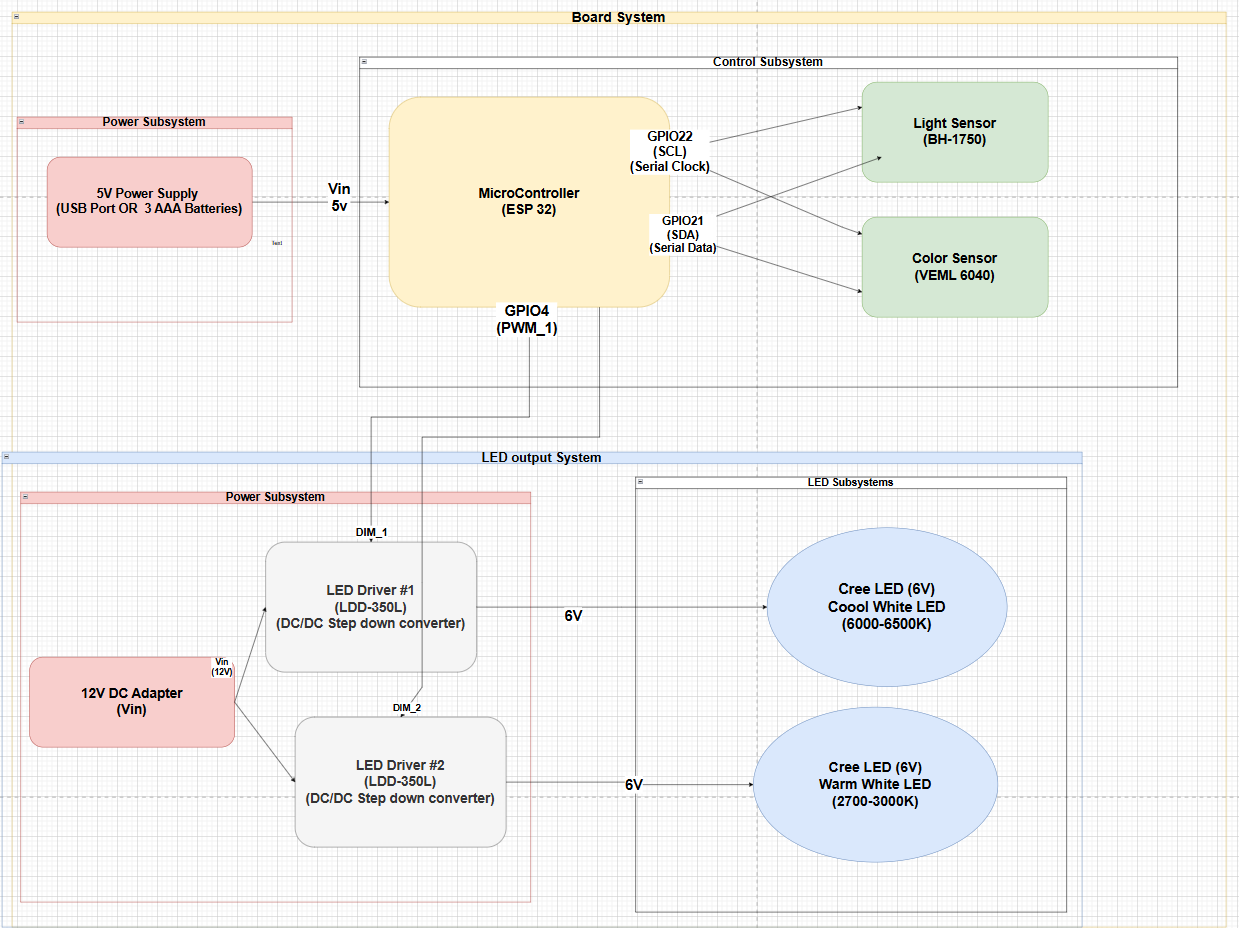 Board System
Control Subsystem
Power Subsystem
5V Power Supply
(USB Port OR 3 AAA Batteries)
Text
Vin
5v
MicroController
(ESP 32)
GPIO22
(SCL)
(Serial Clock)
GPIO21
(SDA)
(Serial Data)
GPIO4
(PWM_1)
Light Sensor
(BH-1750)
Color Sensor
(VEML 6040)
LED output System
Power Subsystem
DIM_1
LED Driver #1
(LDD-350L)
(DC/DC Step down converter)
Vin
(12V)
12V DC Adapter
(Vin)
DIM_2
LED Driver #2
(LDD-350L)
(DC/DC Step down converter)
6V
6V
LED Subsystems
Cree LED (6V)
Coool White LED
(6000-6500K)
Cree LED (6V)
Warm White LED
(2700-3000K)